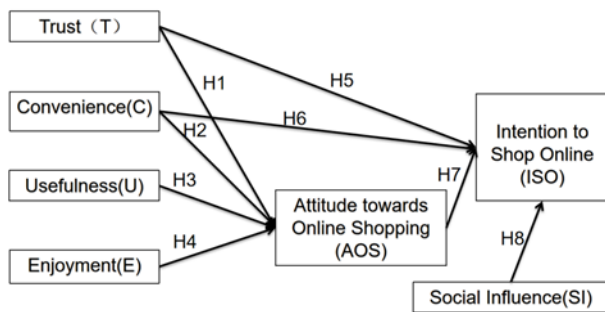 Trust（T）
H1
H5
Convenience(C)
H2
H6
Intention to
Shop Online
(ISO)
Usefulness(U)
H3
H7
Attitude towards
Online Shopping
(AOS)
Enjoyment(E)
H4
H8
Social Influence(SI)